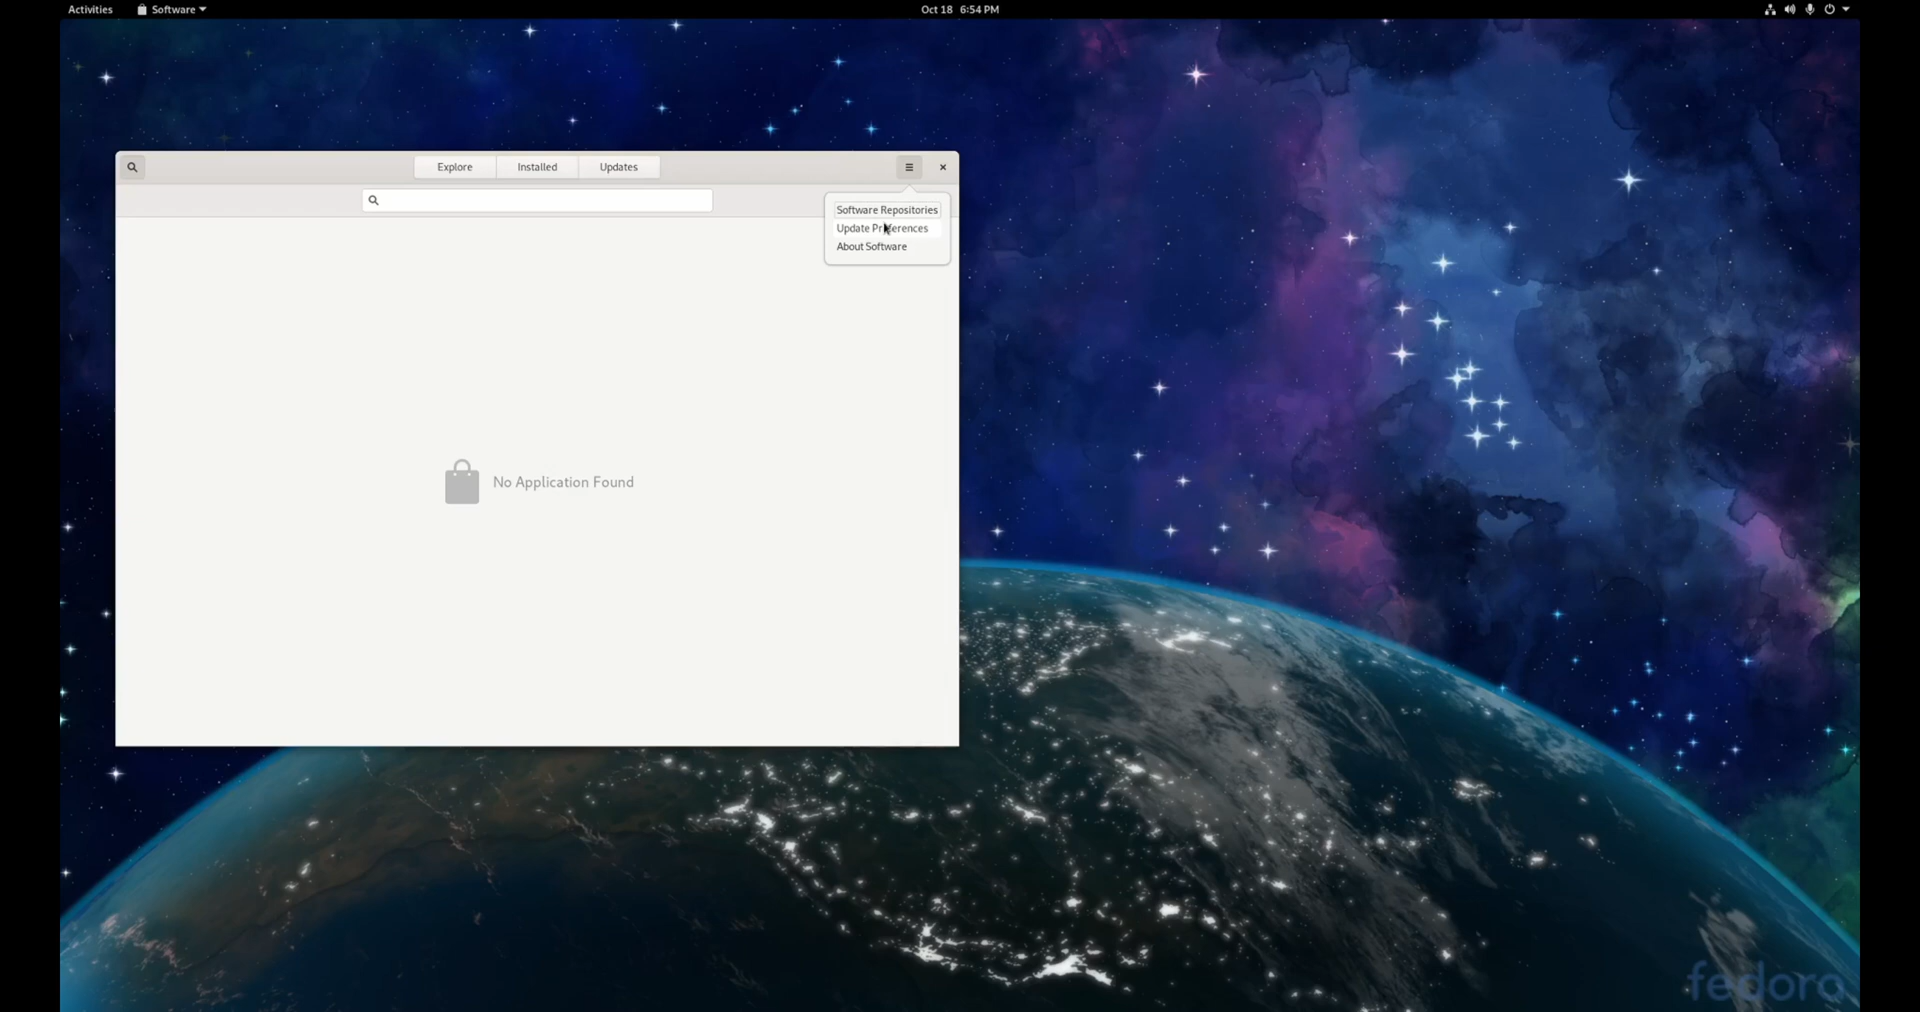 Activities
Software
Oct 18 6:54 PM
Explore
Installed
Updates
Software Repositories
Update Preferences
About Software
No Application Found
fedora